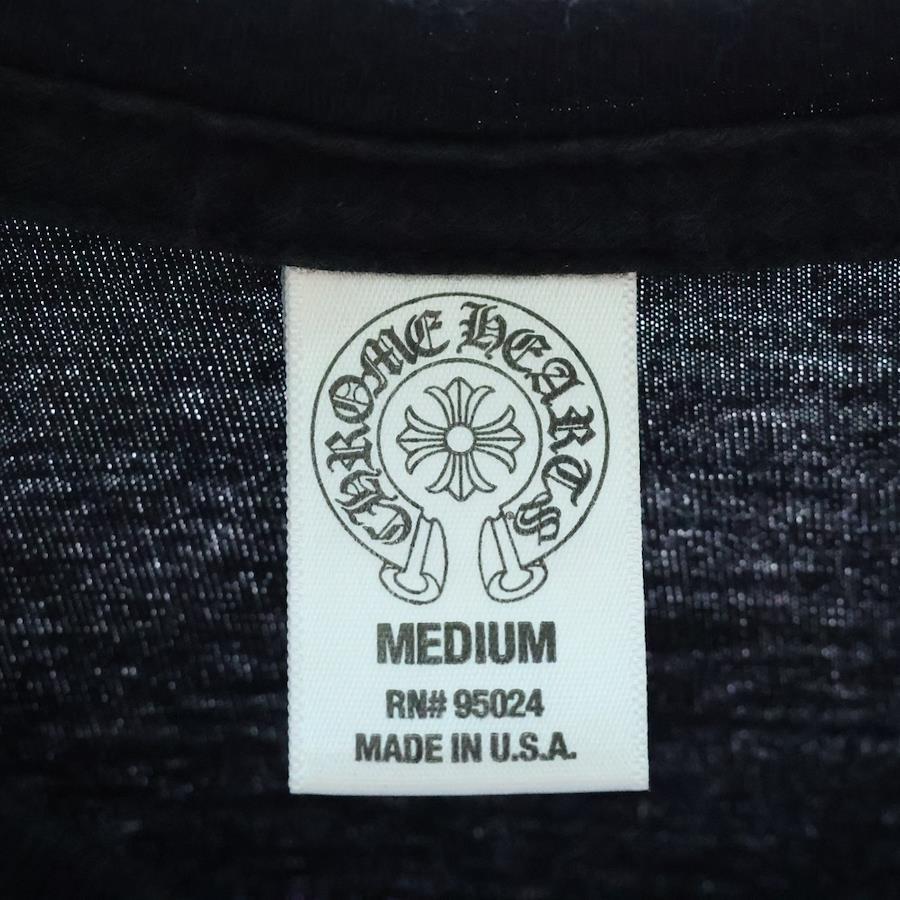 CHROME HEARTS
MEDIUM
RN# 95024
MADE IN U.S.A.